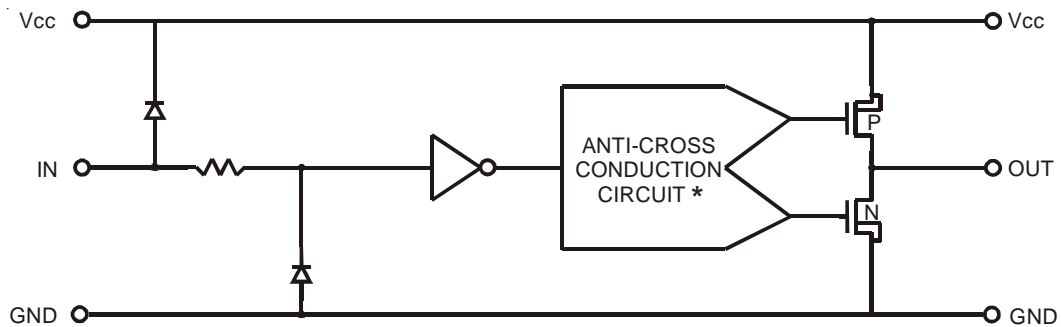 Vcc
Vcc
P
ANTI-CROSS
CONDUCTION
CIRCUIT *
IN
OUT
N
GND
GND